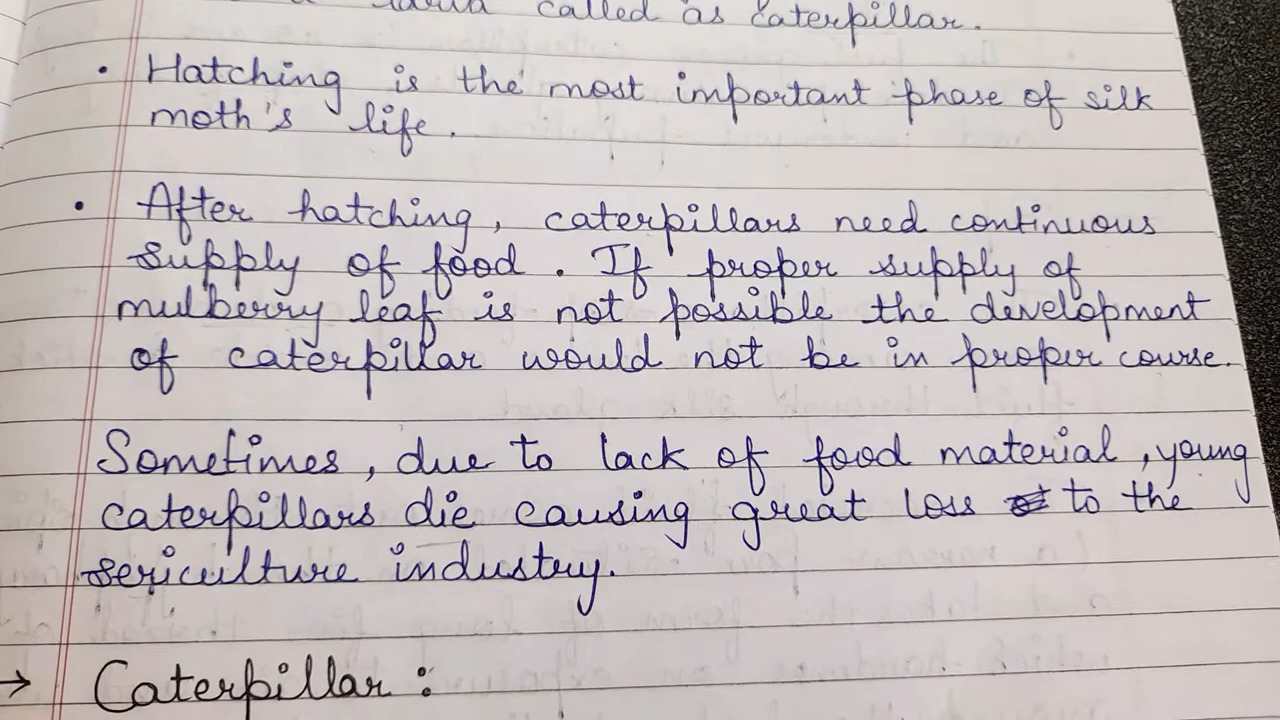 called as caterpillar.
• Hatching is the most important phase of silk
moth's life.
• After hatching, caterpillars need continuous
supply of food. If proper supply of
mulberry leaf is not possible the development
of caterpillar would not be in proper course.
Sometimes, due to lack of food material, young
caterpillars die causing great loss to the
sericulture industry.
→ Caterpillar :